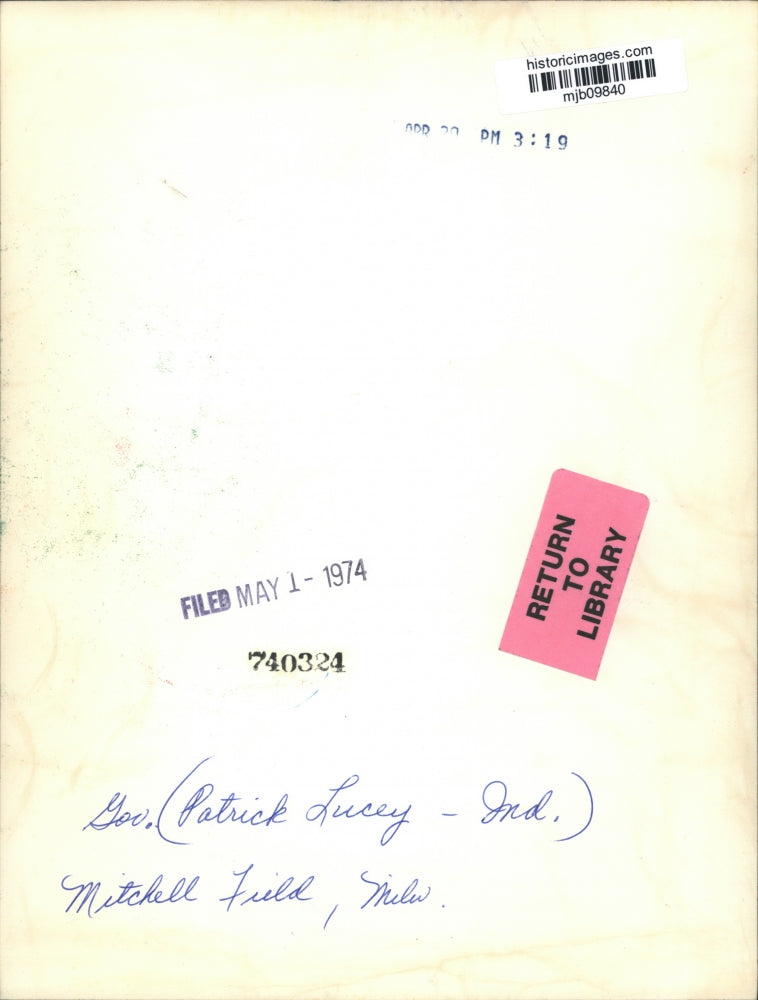 historicimages.com
mjb09840
APR PM 3:19
RETURN
TO
LIBRARY
FILED MAY 1 - 1974
740324
Gov. (Patrick Lucey - Ind.)
Mitchell Field, Milw.